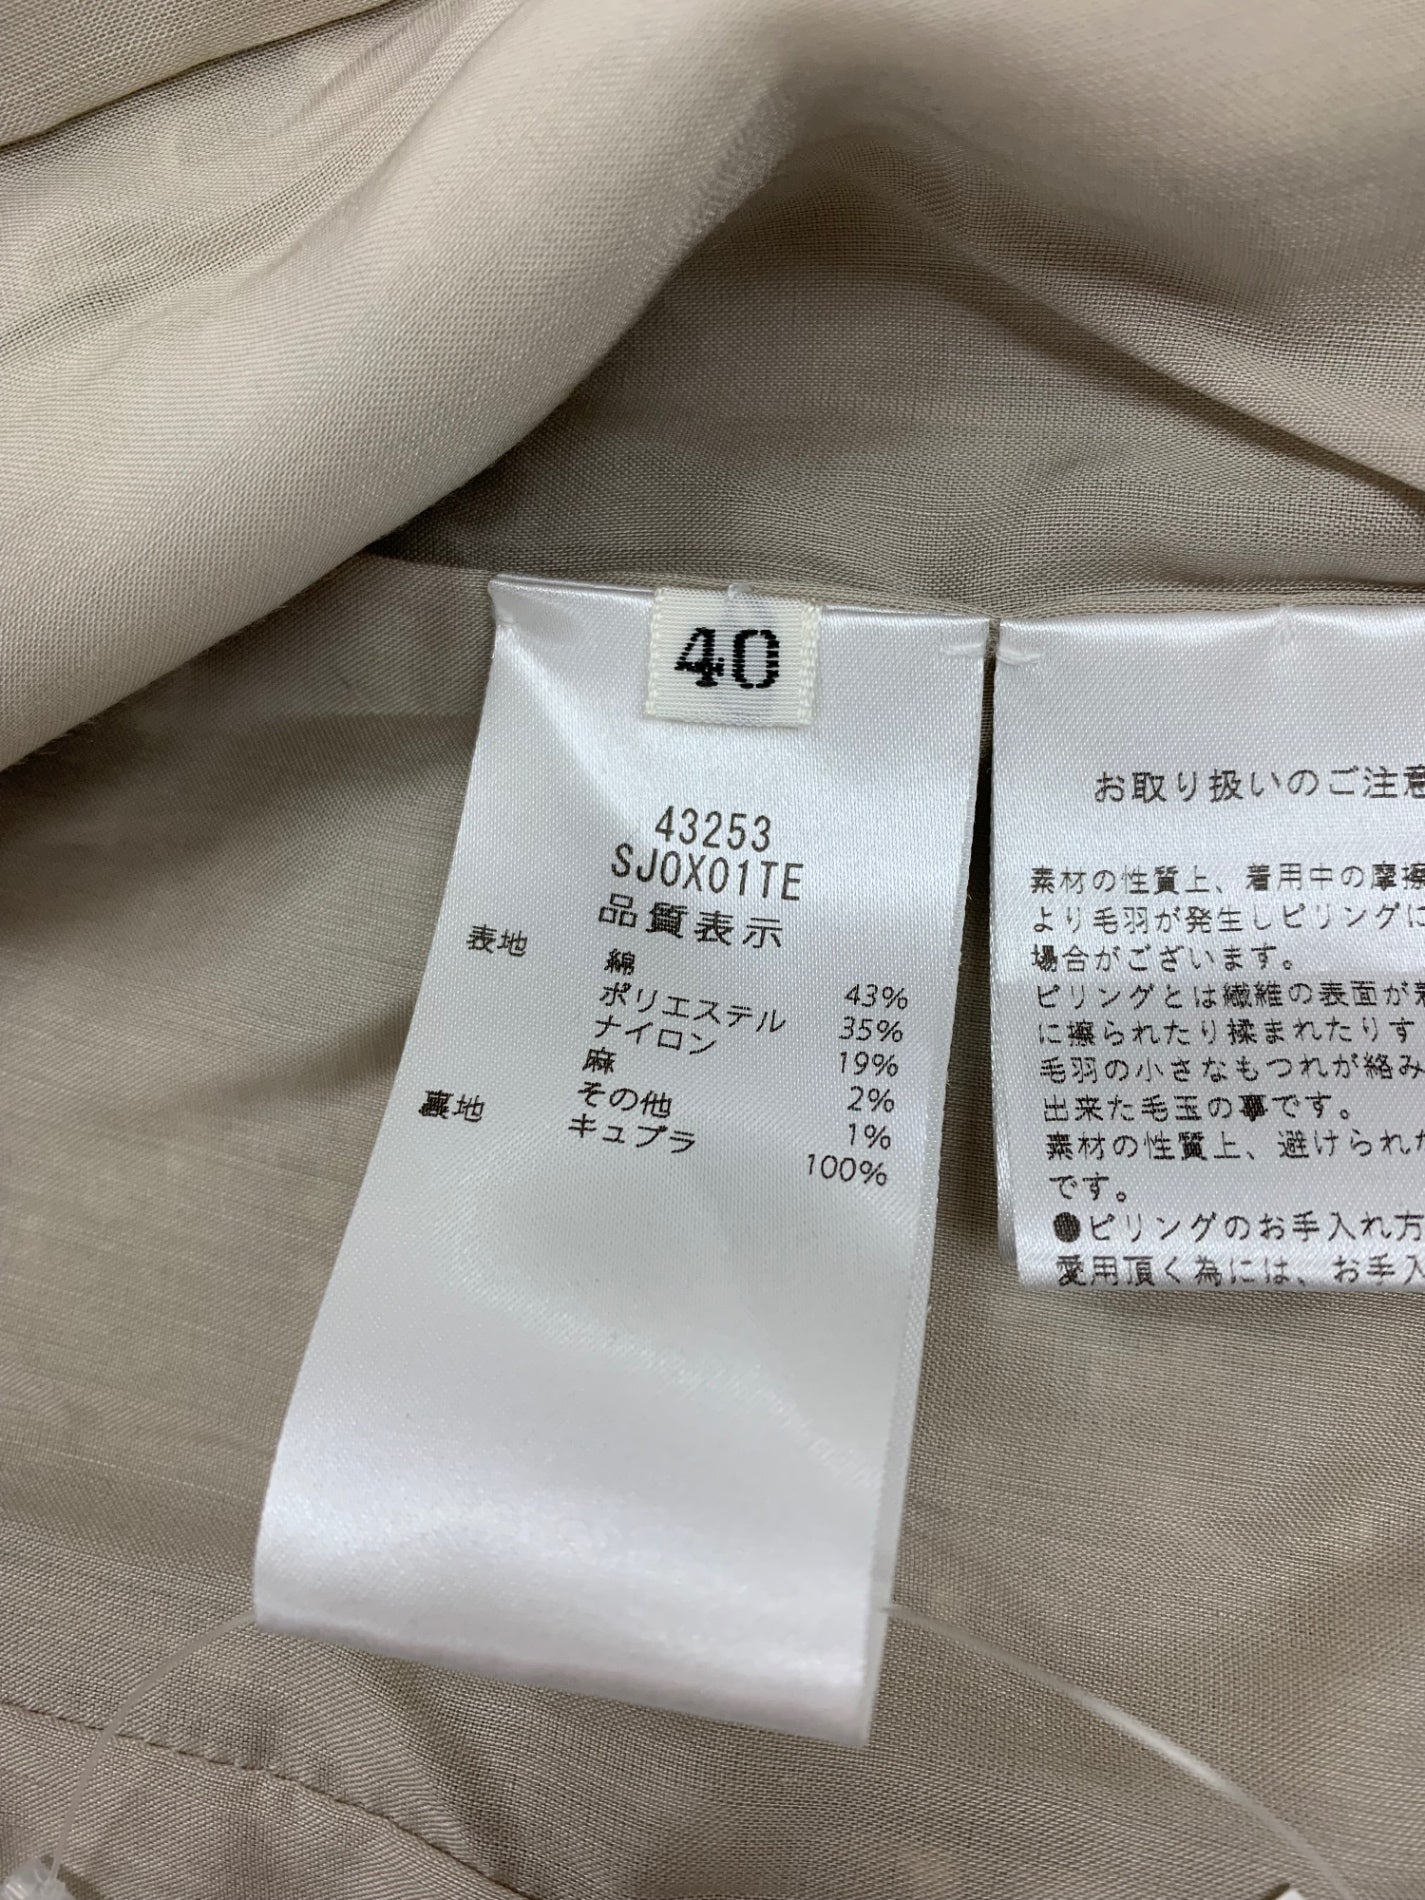 40
43253
SJ0X01TE
品質表示
表地 綿 43%
ポリエステル 35%
ナイロン 19%
麻 2%
その他 1%
裏地 キュプラ 100%
お取り扱いのご注意
素材の性質上、着用中の摩擦
より毛羽が発生しピリングに
場合がございます。
ピリングとは繊維の表面が着
に擦られたり揉まれたりす
毛羽の小さなもつれが絡み
出来た毛玉の事です。
素材の性質上、避けられた
です。
●ピリングのお手入れ方
愛用頂く為には、お手入